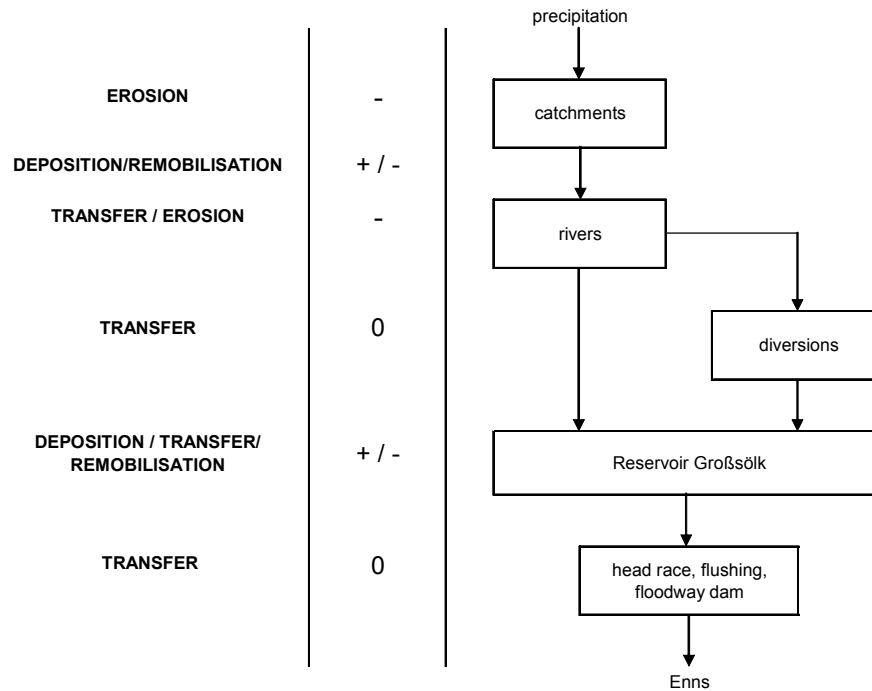 precipitation
EROSION
-
catchments
DEPOSITION/REMOBILISATION
+ / -
TRANSFER / EROSION
-
rivers
TRANSFER
0
diversions
DEPOSITION / TRANSFER/
REMOBILISATION
+ / -
Reservoir Großsölk
TRANSFER
0
head race, flushing,
floodway dam
Enns